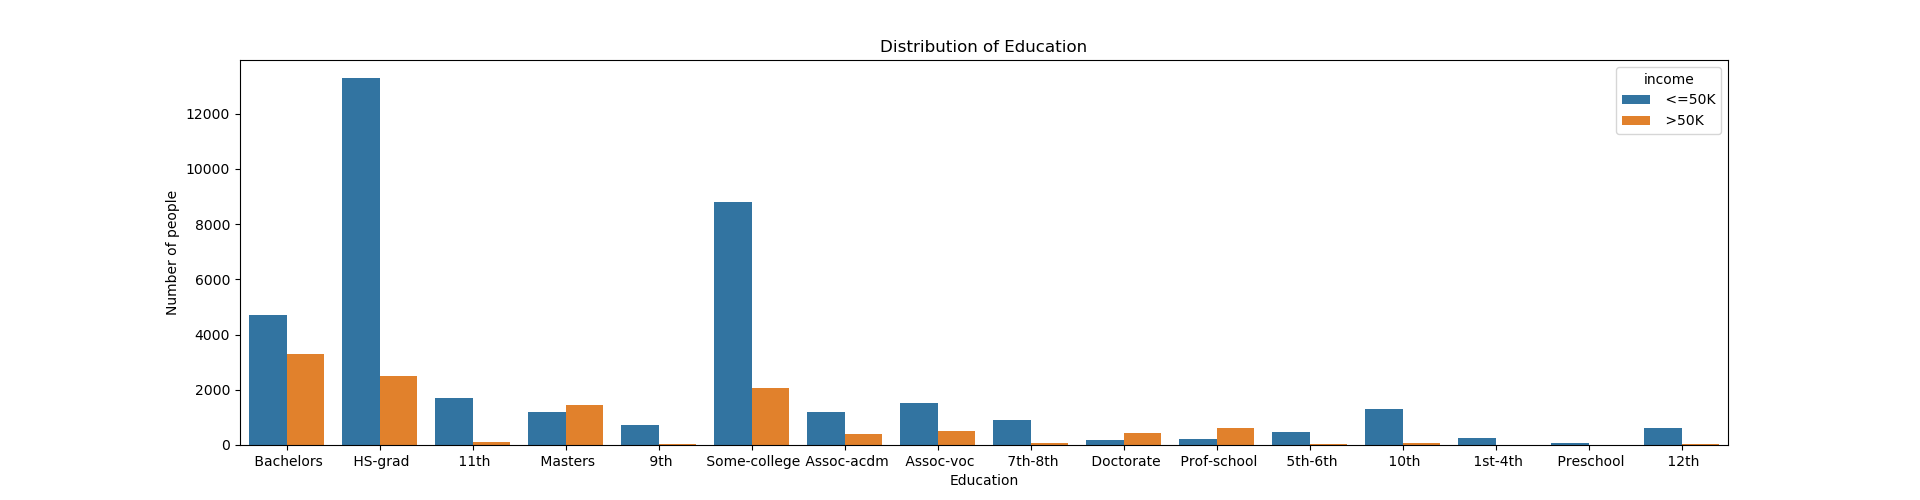 Distribution of Education
income
<=50K
>50K
Number of people
12000
10000
8000
6000
4000
2000
0
Bachelors HS-grad 11th Masters 9th Some-college Assoc-acdm Assoc-voc 7th-8th Doctorate Prof-school 5th-6th 10th 1st-4th Preschool 12th
Education